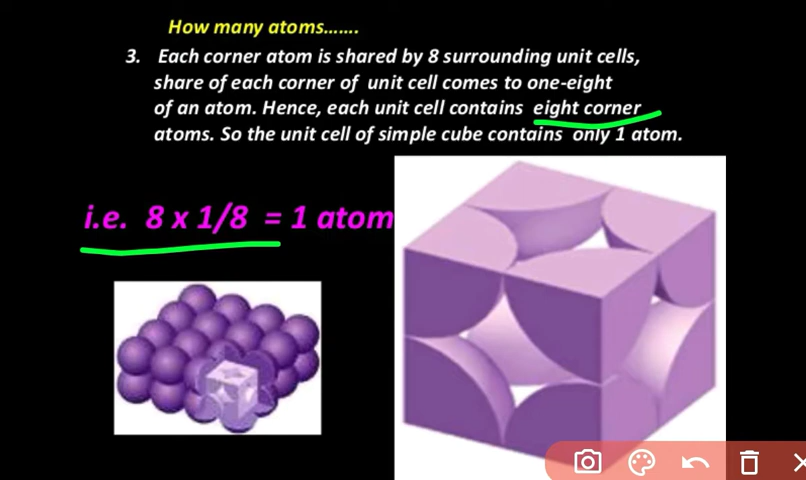 How many atoms.......
3. Each corner atom is shared by 8 surrounding unit cells,
share of each corner of unit cell comes to one-eight
of an atom. Hence, each unit cell contains eight corner
atoms. So the unit cell of simple cube contains only 1 atom.
i.e. 8 x 1/8 = 1 atom